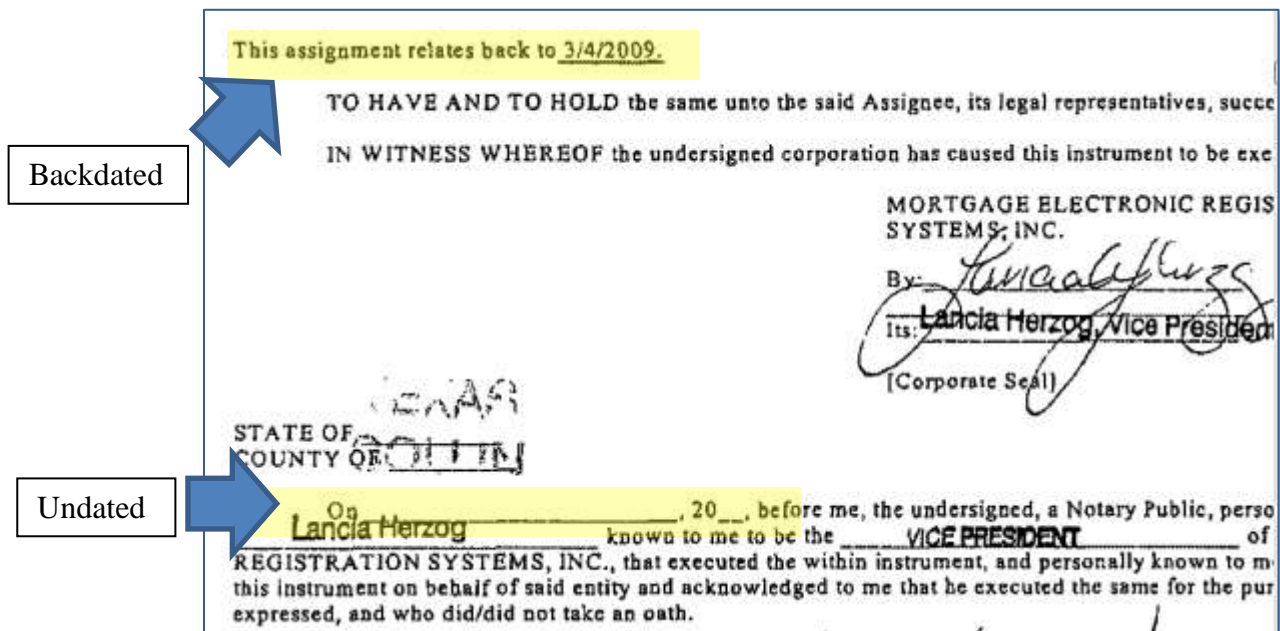 This assignment relates back to 3/4/2009.
TO HAVE AND TO HOLD the same unto the said Assignee, its legal representatives, succe
Backdated
IN WITNESS WHEREOF the undersigned corporation has caused this instrument to be exe
MORTGAGE ELECTRONIC REGIS
SYSTEMS, INC.
By:
Its: Lancia Herzog, Vice President
[Corporate Seal]
STATE OF
COUNTY OF COLLIN
Undated
On , 20__, before me, the undersigned, a Notary Public, perso
Lancia Herzog known to me to be the VICE PRESIDENT of
REGISTRATION SYSTEMS, INC., that executed the within instrument, and personally known to m
this instrument on behalf of said entity and acknowledged to me that he executed the same for the pur
expressed, and who did/did not take an oath.